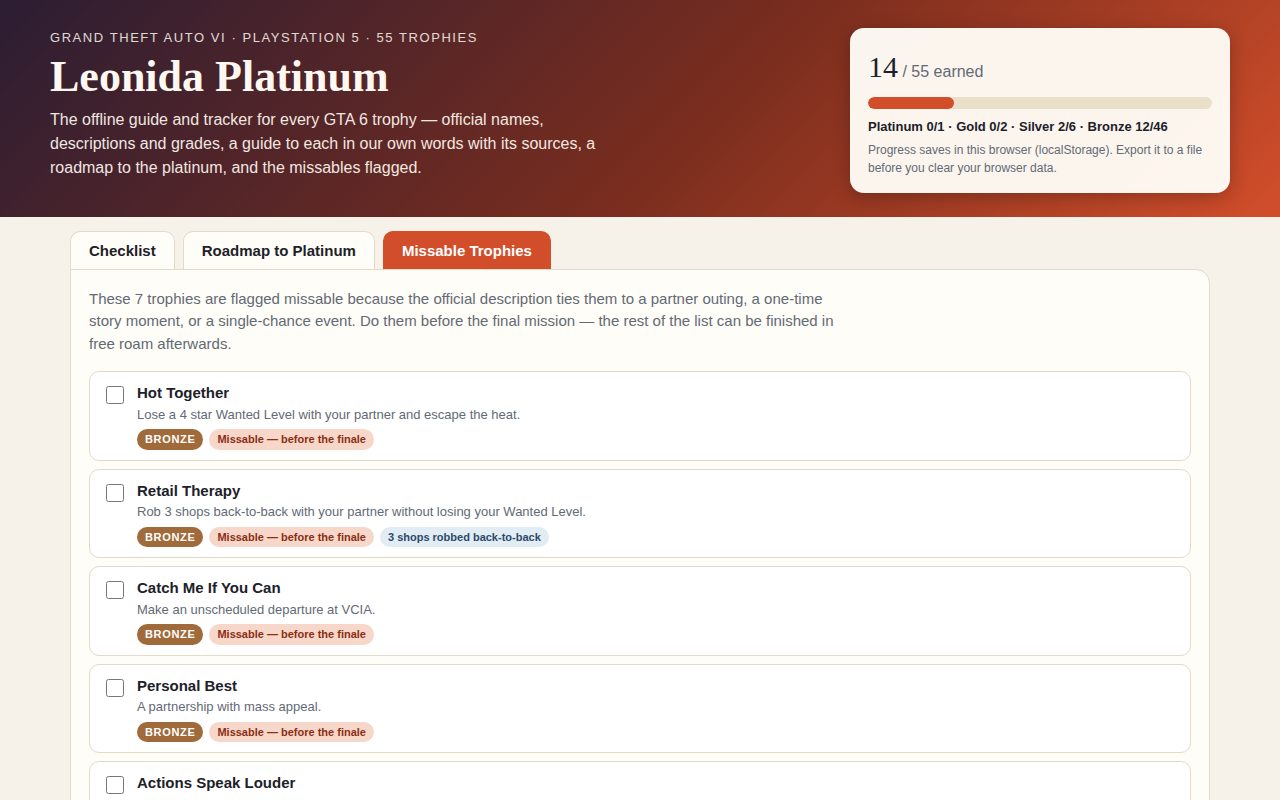 GRAND THEFT AUTO VI · PLAYSTATION 5 · 55 TROPHIES
Leonida Platinum
The offline guide and tracker for every GTA 6 trophy — official names,
descriptions and grades, a guide to each in our own words with its sources, a
roadmap to the platinum, and the missables flagged.
14 / 55 earned
Platinum 0/1 · Gold 0/2 · Silver 2/6 · Bronze 12/46
Progress saves in this browser (localStorage). Export it to a file
before you clear your browser data.
Checklist
Roadmap to Platinum
Missable Trophies
These 7 trophies are flagged missable because the official description ties them to a partner outing, a one-time
story moment, or a single-chance event. Do them before the final mission — the rest of the list can be finished in
free roam afterwards.
Hot Together
Lose a 4 star Wanted Level with your partner and escape the heat.
BRONZE Missable — before the finale
Retail Therapy
Rob 3 shops back-to-back with your partner without losing your Wanted Level.
BRONZE Missable — before the finale 3 shops robbed back-to-back
Catch Me If You Can
Make an unscheduled departure at VCIA.
BRONZE Missable — before the finale
Personal Best
A partnership with mass appeal.
BRONZE Missable — before the finale
Actions Speak Louder